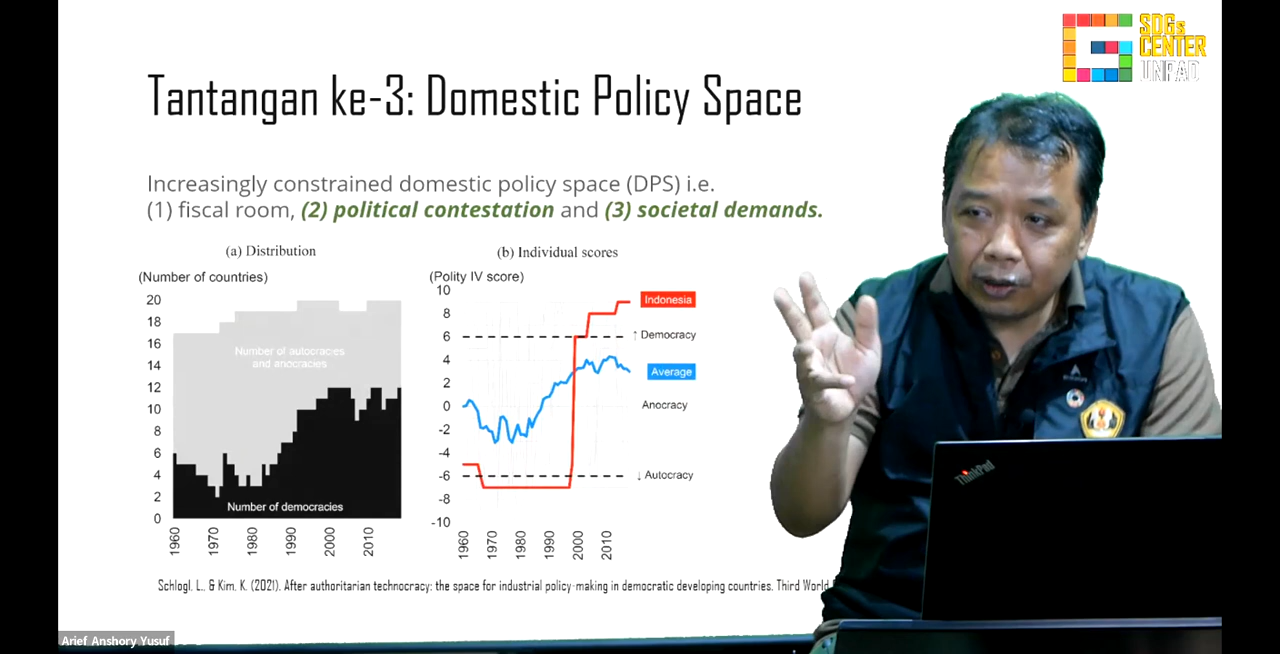 SDGs
CENTER
UNPAD
Tantangan ke-3: Domestic Policy Space
Increasingly constrained domestic policy space (DPS) i.e.
(1) fiscal room, (2) political contestation and (3) societal demands.
(a) Distribution
(Number of countries)
20
18
16
14
12
10
8
6
4
2
0
Number of autocracies
and anocracies
Number of democracies
1960
1970
1980
1990
2000
2010
(b) Individual scores
(Polity IV score)
10
8
6
4
2
0
-2
-4
-6
-8
-10
Indonesia
↑ Democracy
Average
Anocracy
↓ Autocracy
1960
1970
1980
1990
2000
2010
Schlogl, L., & Kim, K. (2021). After authoritarian technocracy: the space for industrial policy-making in democratic developing countries. Third World
ThinkPad
Arief Anshory Yusuf